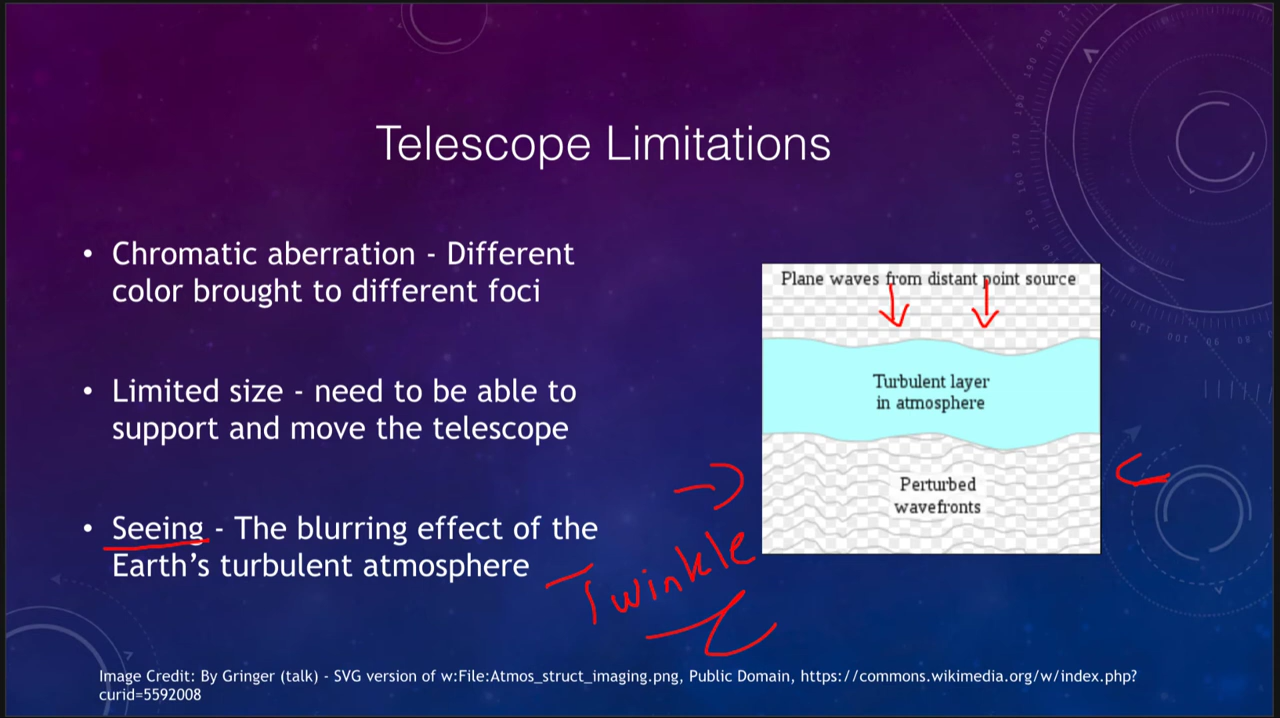 Telescope Limitations
• Chromatic aberration - Different
color brought to different foci
• Limited size - need to be able to
support and move the telescope
• Seeing - The blurring effect of the
Earth's turbulent atmosphere
Plane waves from distant point source
Turbulent layer
in atmosphere
Perturbed
wavefronts
Twinkle
Image Credit: By Gringer (talk) - SVG version of w:File:Atmos_struct_imaging.png, Public Domain, https://commons.wikimedia.org/w/index.php?
curid=5592008